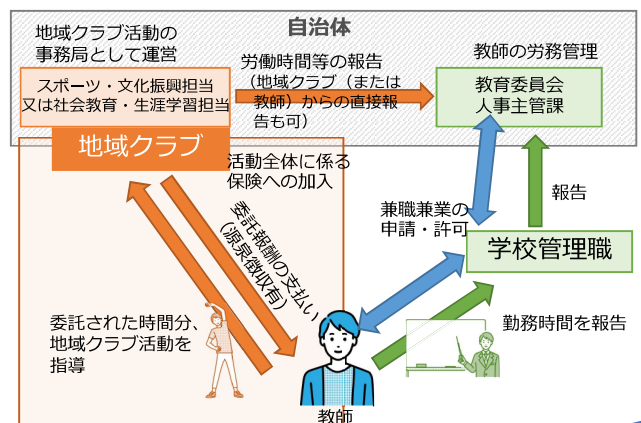 自治体
地域クラブ活動の
事務局として運営
スポーツ・文化振興担当
又は社会教育・生涯学習担当
労働時間等の報告
（地域クラブ（または
教師）からの直接報
告も可）
教師の労務管理
教育委員会
人事主管課
地域クラブ
活動全体に係る
保険への加入
委託報酬の支払い
（源泉徴収有）
兼職兼業の
申請・許可
報告
学校管理職
委託された時間分、
地域クラブ活動を
指導
勤務時間を報告
教師